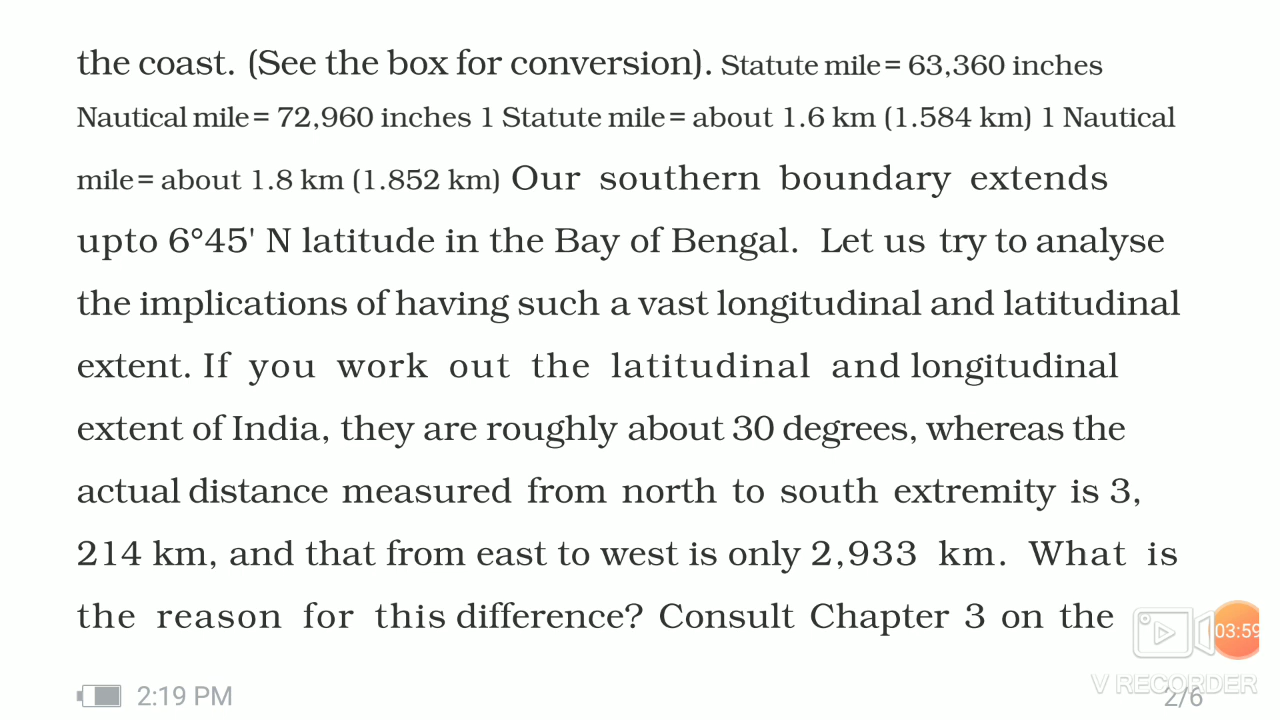 the coast. (See the box for conversion). Statute mile= 63,360 inches
Nautical mile= 72,960 inches 1 Statute mile= about 1.6 km (1.584 km) 1 Nautical
mile= about 1.8 km (1.852 km) Our southern boundary extends
upto 6°45' N latitude in the Bay of Bengal. Let us try to analyse
the implications of having such a vast longitudinal and latitudinal
extent. If you work out the latitudinal and longitudinal
extent of India, they are roughly about 30 degrees, whereas the
actual distance measured from north to south extremity is 3,
214 km, and that from east to west is only 2,933 km. What is
the reason for this difference? Consult Chapter 3 on the
03:59
V RECORDER
2:19 PM
2/6